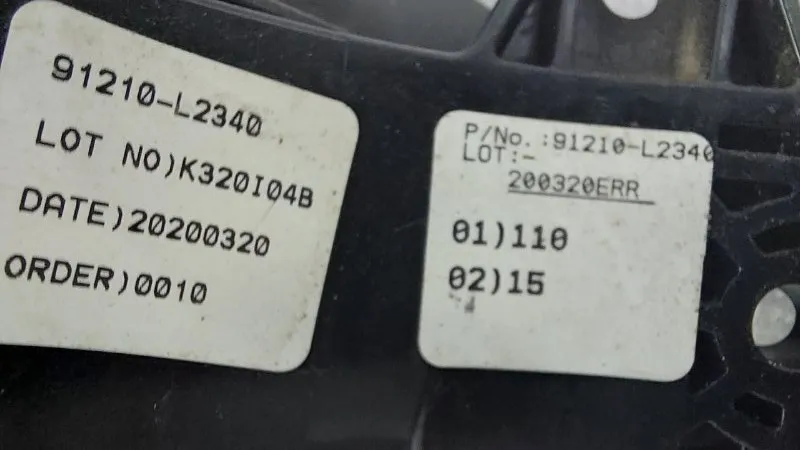 91210-L2340
LOT NO)K320I04B
DATE)20200320
ORDER)0010
P/No.:91210-L2340
LOT:-
200320ERR
01)110
02)15